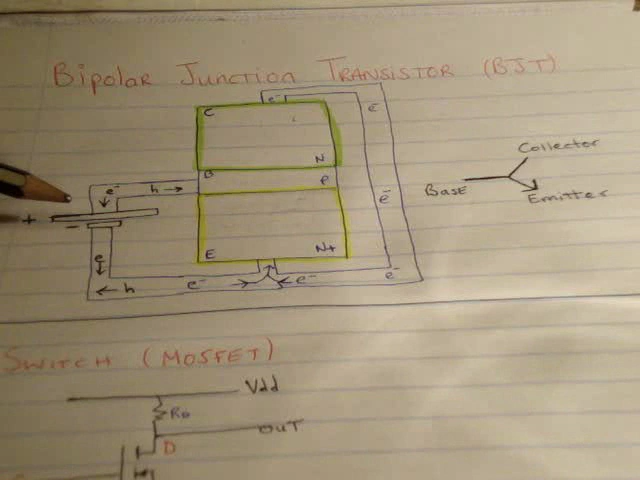 BIPOLAR JUNCTION TRANSISTOR (BJT)
C
e-
e-
N
B
P
e-
h
+
-
e-
E
N+
e
h
e-
e-
e-
Collector
Base
Emitter
SWITCH (MOSFET)
Vdd
RD
OUT
D